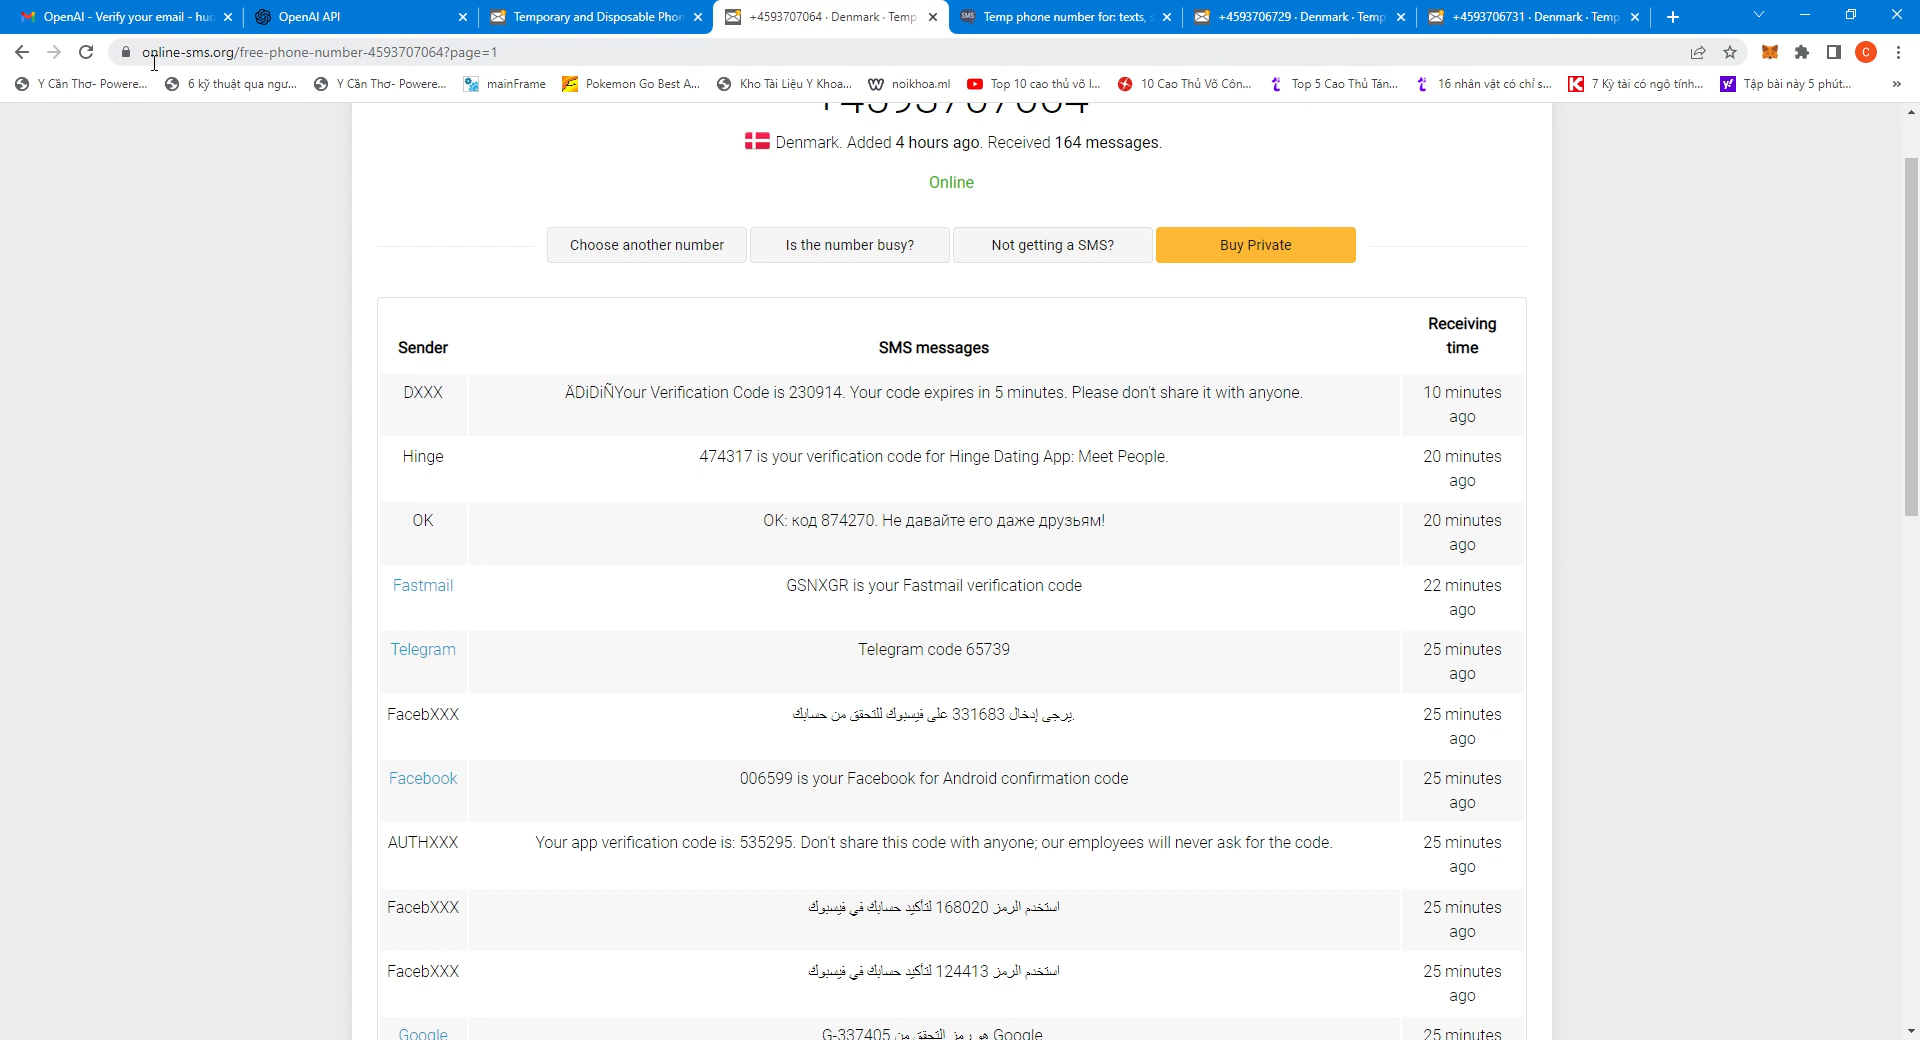 OpenAI - Verify your email - huc
OpenAI API
Temporary and Disposable Phon
+4593707064 - Denmark - Temp
Temp phone number for: texts, s
+4593706729 - Denmark - Temp
+4593706731 - Denmark - Temp
online-sms.org/free-phone-number-4593707064?page=1
C
Y Cần Thơ- Powere...
6 kỹ thuật qua ngư...
Y Cần Thơ- Powere...
mainFrame
Pokemon Go Best A...
Kho Tài Liệu Y Khoa...
noikhoa.ml
Top 10 cao thủ võ l...
10 Cao Thủ Võ Côn...
Top 5 Cao Thủ Tán...
16 nhân vật có chỉ s...
7 Kỳ tài có ngộ tính...
Tập bài này 5 phút...
+4593707064
Denmark. Added 4 hours ago. Received 164 messages.
Online
Choose another number
Is the number busy?
Not getting a SMS?
Buy Private
Sender
SMS messages
Receiving
time
DXXX
ÄDìDìÑYour Verification Code is 230914. Your code expires in 5 minutes. Please don't share it with anyone.
10 minutes
ago
Hinge
474317 is your verification code for Hinge Dating App: Meet People.
20 minutes
ago
OK
OK: код 874270. Не давайте его даже друзьям!
20 minutes
ago
Fastmail
GSNXGR is your Fastmail verification code
22 minutes
ago
Telegram
Telegram code 65739
25 minutes
ago
FacebXXX
يرجى إدخال 331683 على فيسبوك للتحقق من حسابك.
25 minutes
ago
Facebook
006599 is your Facebook for Android confirmation code
25 minutes
ago
AUTHXXX
Your app verification code is: 535295. Don't share this code with anyone; our employees will never ask for the code.
25 minutes
ago
FacebXXX
استخدم الرمز 168020 لتأكيد حسابك في فيسبوك
25 minutes
ago
FacebXXX
استخدم الرمز 124413 لتأكيد حسابك في فيسبوك
25 minutes
ago
Google
G-337405 هو رمز التحقق من Google
25 minutes